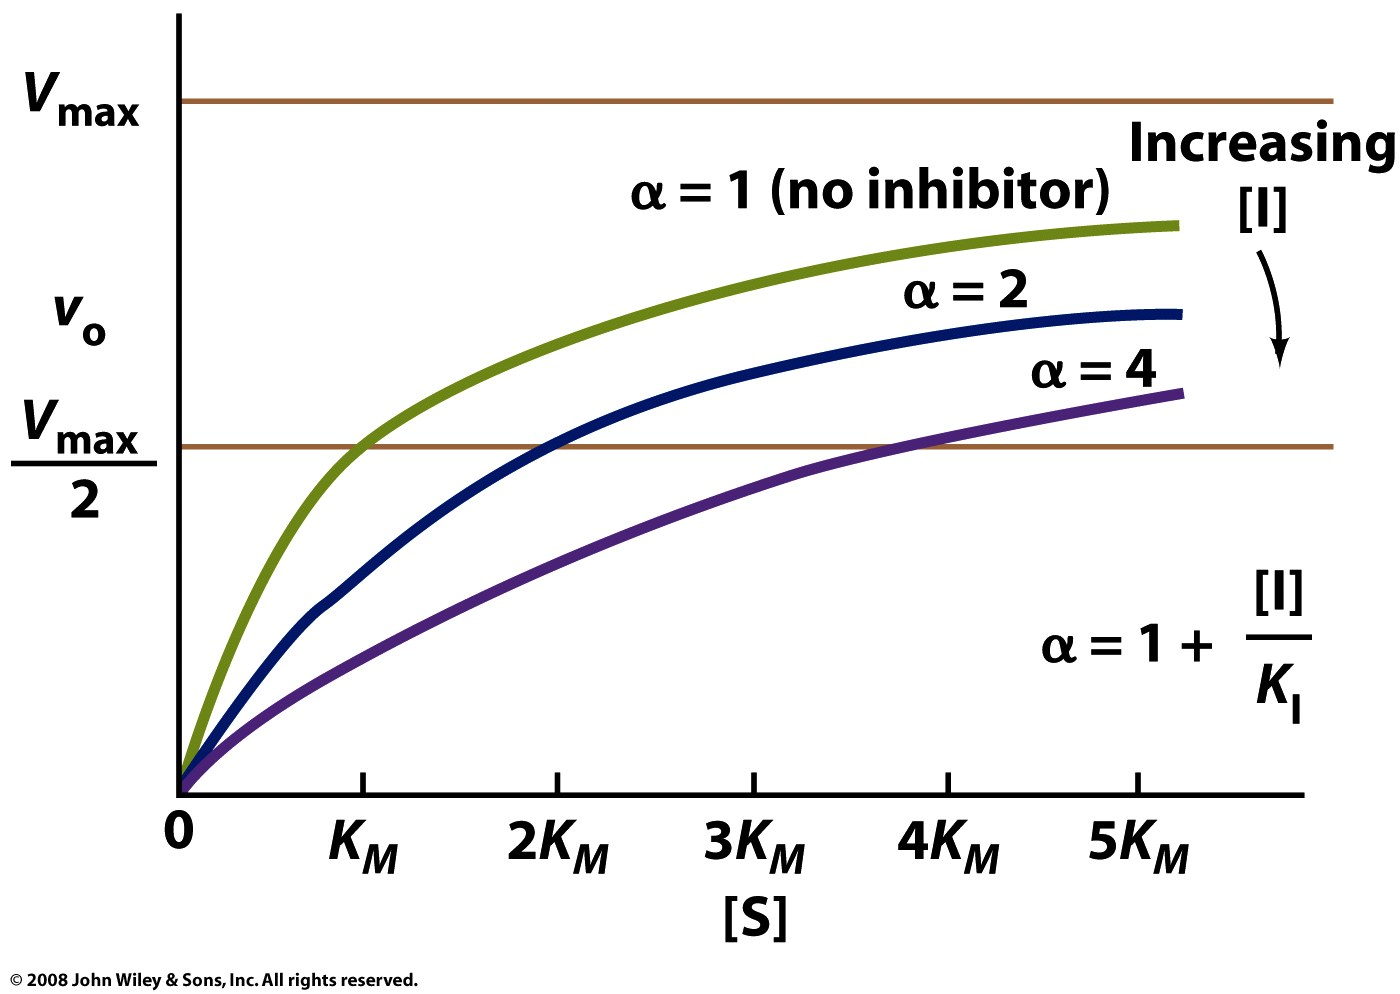 Vmax
Increasing
[I]
α = 1 (no inhibitor)
α = 2
vo
α = 4
Vmax
2
[I]
α = 1 +
KI
0
KM
2KM
3KM
4KM
5KM
[S]
© 2008 John Wiley & Sons, Inc. All rights reserved.